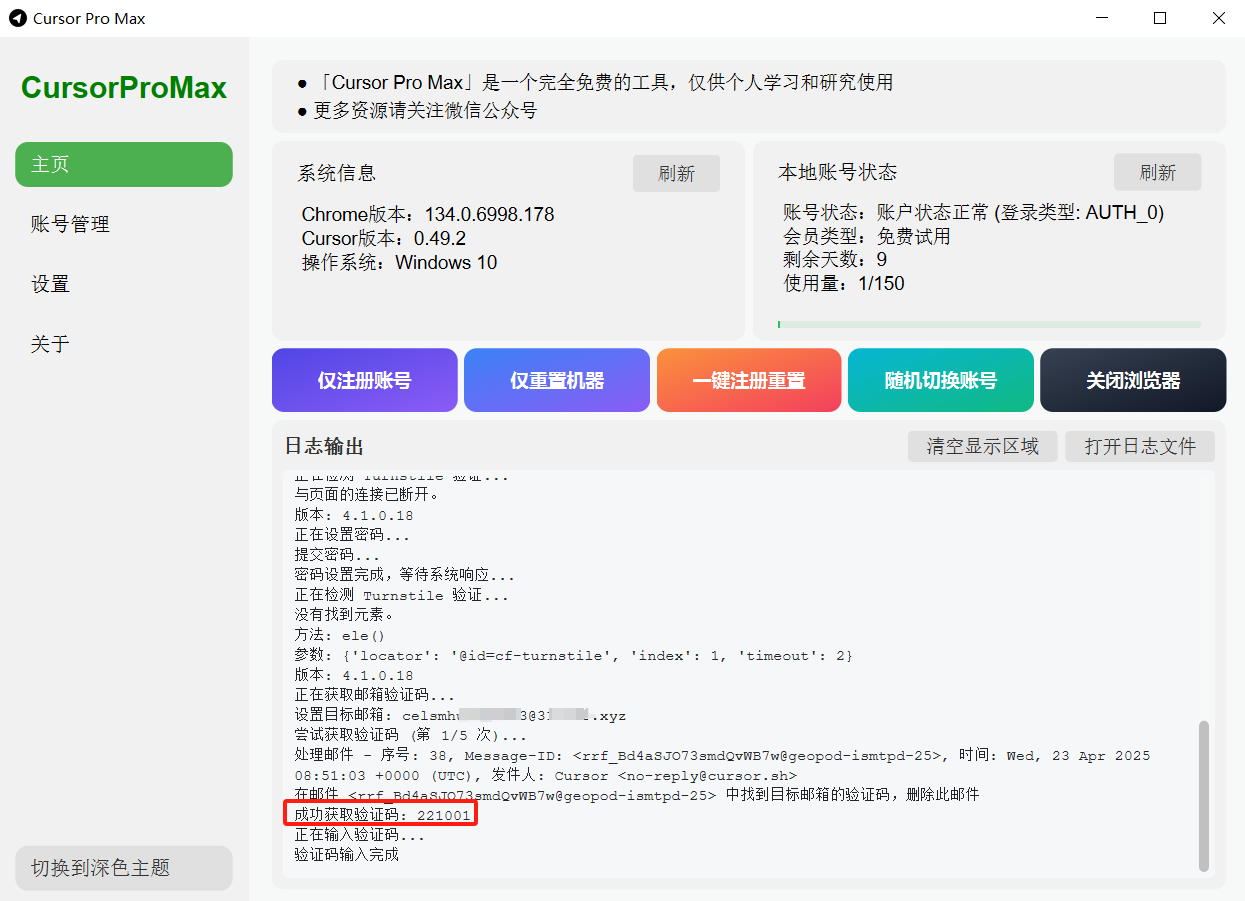 Cursor Pro Max
CursorProMax
主页
账号管理
设置
关于
切换到深色主题
● 「Cursor Pro Max」是一个完全免费的工具，仅供个人学习和研究使用
● 更多资源请关注微信公众号
系统信息
刷新
Chrome版本：134.0.6998.178
Cursor版本：0.49.2
操作系统：Windows 10
本地账号状态
刷新
账号状态：账户状态正常 (登录类型: AUTH_0)
会员类型：免费试用
剩余天数：9
使用量：1/150
仅注册账号
仅重置机器
一键注册重置
随机切换账号
关闭浏览器
日志输出
清空显示区域
打开日志文件
正在检测 Turnstile 验证...
与页面的连接已断开。
版本: 4.1.0.18
正在设置密码...
提交密码...
密码设置完成，等待系统响应...
正在检测 Turnstile 验证...
没有找到元素。
方法: ele()
参数: {'locator': '@id=cf-turnstile', 'index': 1, 'timeout': 2}
版本: 4.1.0.18
正在获取邮箱验证码...
设置目标邮箱: celsmh 3@3 .xyz
尝试获取验证码 (第 1/5 次)...
处理邮件 - 序号: 38, Message-ID: <rrf_Bd4aSJO73smdQvWB7w@geopod-ismtpd-25>, 时间: Wed, 23 Apr 2025
08:51:03 +0000 (UTC), 发件人: Cursor <no-reply@cursor.sh>
在邮件 <rrf_Bd4aSJO73smdQvWB7w@geopod-ismtpd-25> 中找到目标邮箱的验证码，删除此邮件
成功获取验证码: 221001
正在输入验证码...
验证码输入完成